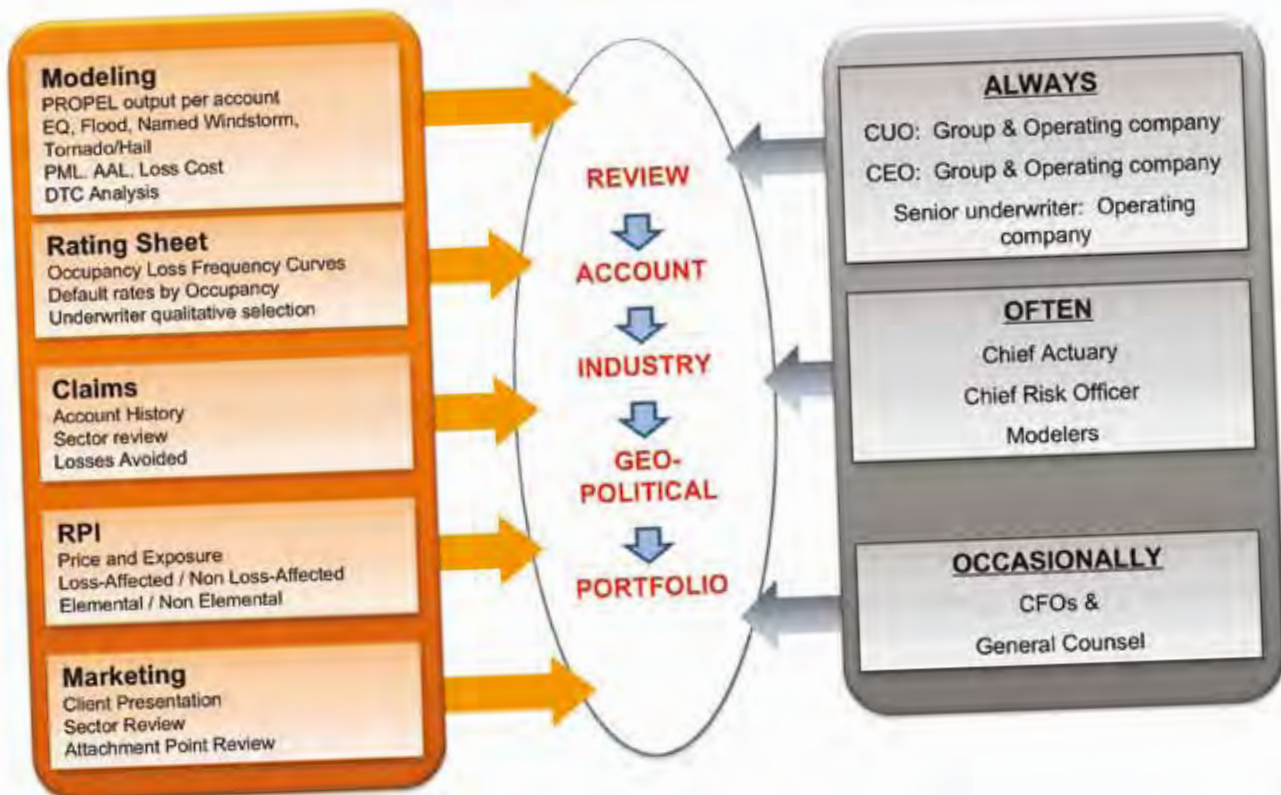 Modeling
PROPEL output per account
EQ, Flood, Named Windstorm,
Tornado/Hail
PML, AAL, Loss Cost
DTC Analysis
Rating Sheet
Occupancy Loss Frequency Curves
Default rates by Occupancy
Underwriter qualitative selection
Claims
Account History
Sector review
Losses Avoided
RPI
Price and Exposure
Loss-Affected / Non Loss-Affected
Elemental / Non Elemental
Marketing
Client Presentation
Sector Review
Attachment Point Review
REVIEW
ACCOUNT
INDUSTRY
GEO-
POLITICAL
PORTFOLIO
ALWAYS
CUO: Group & Operating company
CEO: Group & Operating company
Senior underwriter: Operating
company
OFTEN
Chief Actuary
Chief Risk Officer
Modelers
OCCASIONALLY
CFOs &
General Counsel